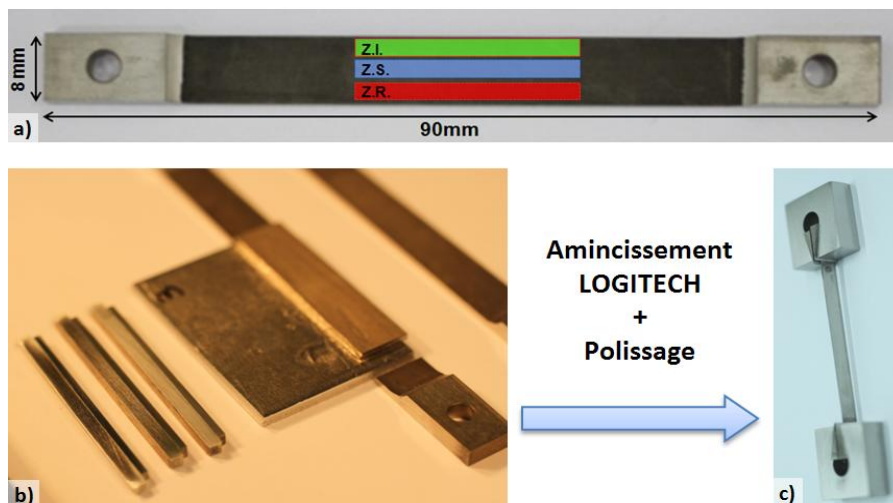 Z.I.
Z.S.
Z.R.
8mm
a)
90mm
b)
Amincissement
LOGITECH
+
Polissage
c)